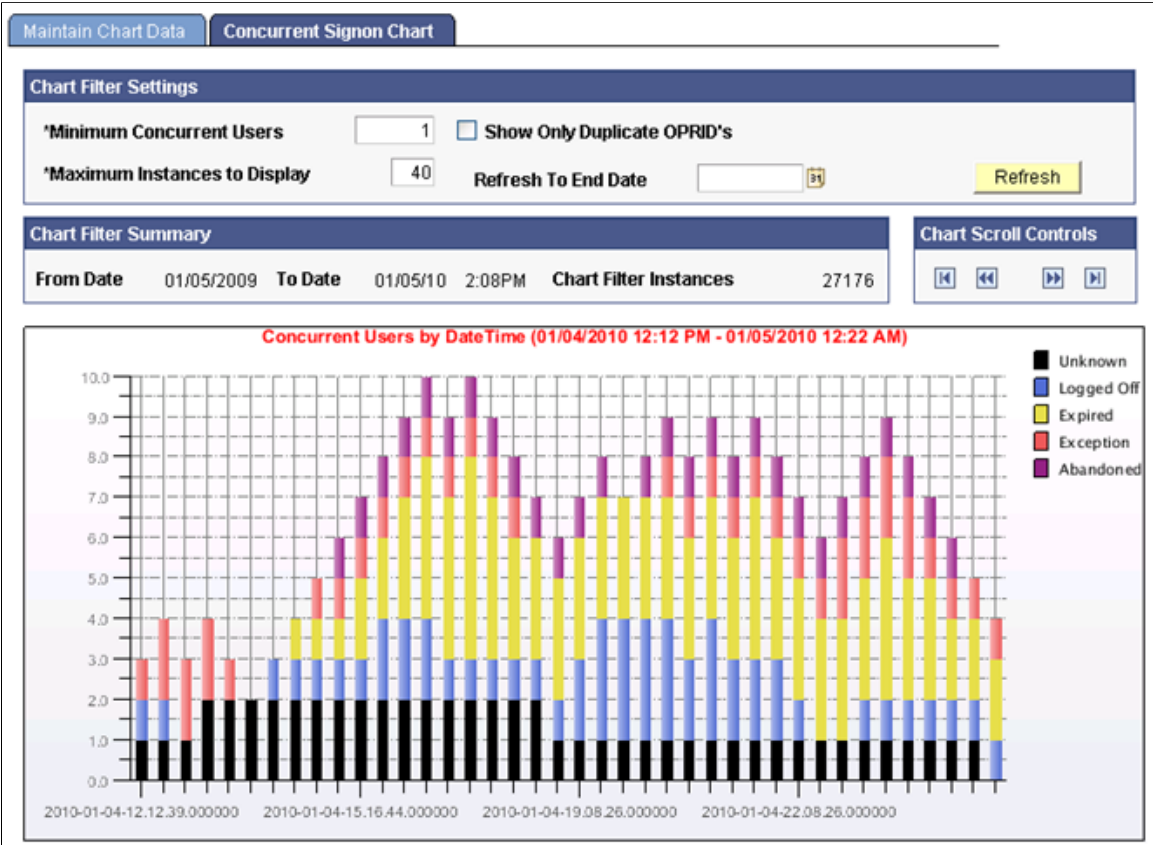 Maintain Chart Data
Concurrent Signon Chart
Chart Filter Settings
*Minimum Concurrent Users 1 Show Only Duplicate OPRID's
*Maximum Instances to Display 40 Refresh To End Date 31 Refresh
Chart Filter Summary
From Date 01/05/2009 To Date 01/05/10 2:08PM Chart Filter Instances 27176
Chart Scroll Controls
Concurrent Users by DateTime (01/04/2010 12:12 PM - 01/05/2010 12:22 AM)
Unknown
Logged Off
Expired
Exception
Abandoned
10.0
9.0
8.0
7.0
6.0
5.0
4.0
3.0
2.0
1.0
0.0
2010-01-04-12.12.39.000000 2010-01-04-15.16.44.000000 2010-01-04-19.08.26.000000 2010-01-04-22.08.26.000000